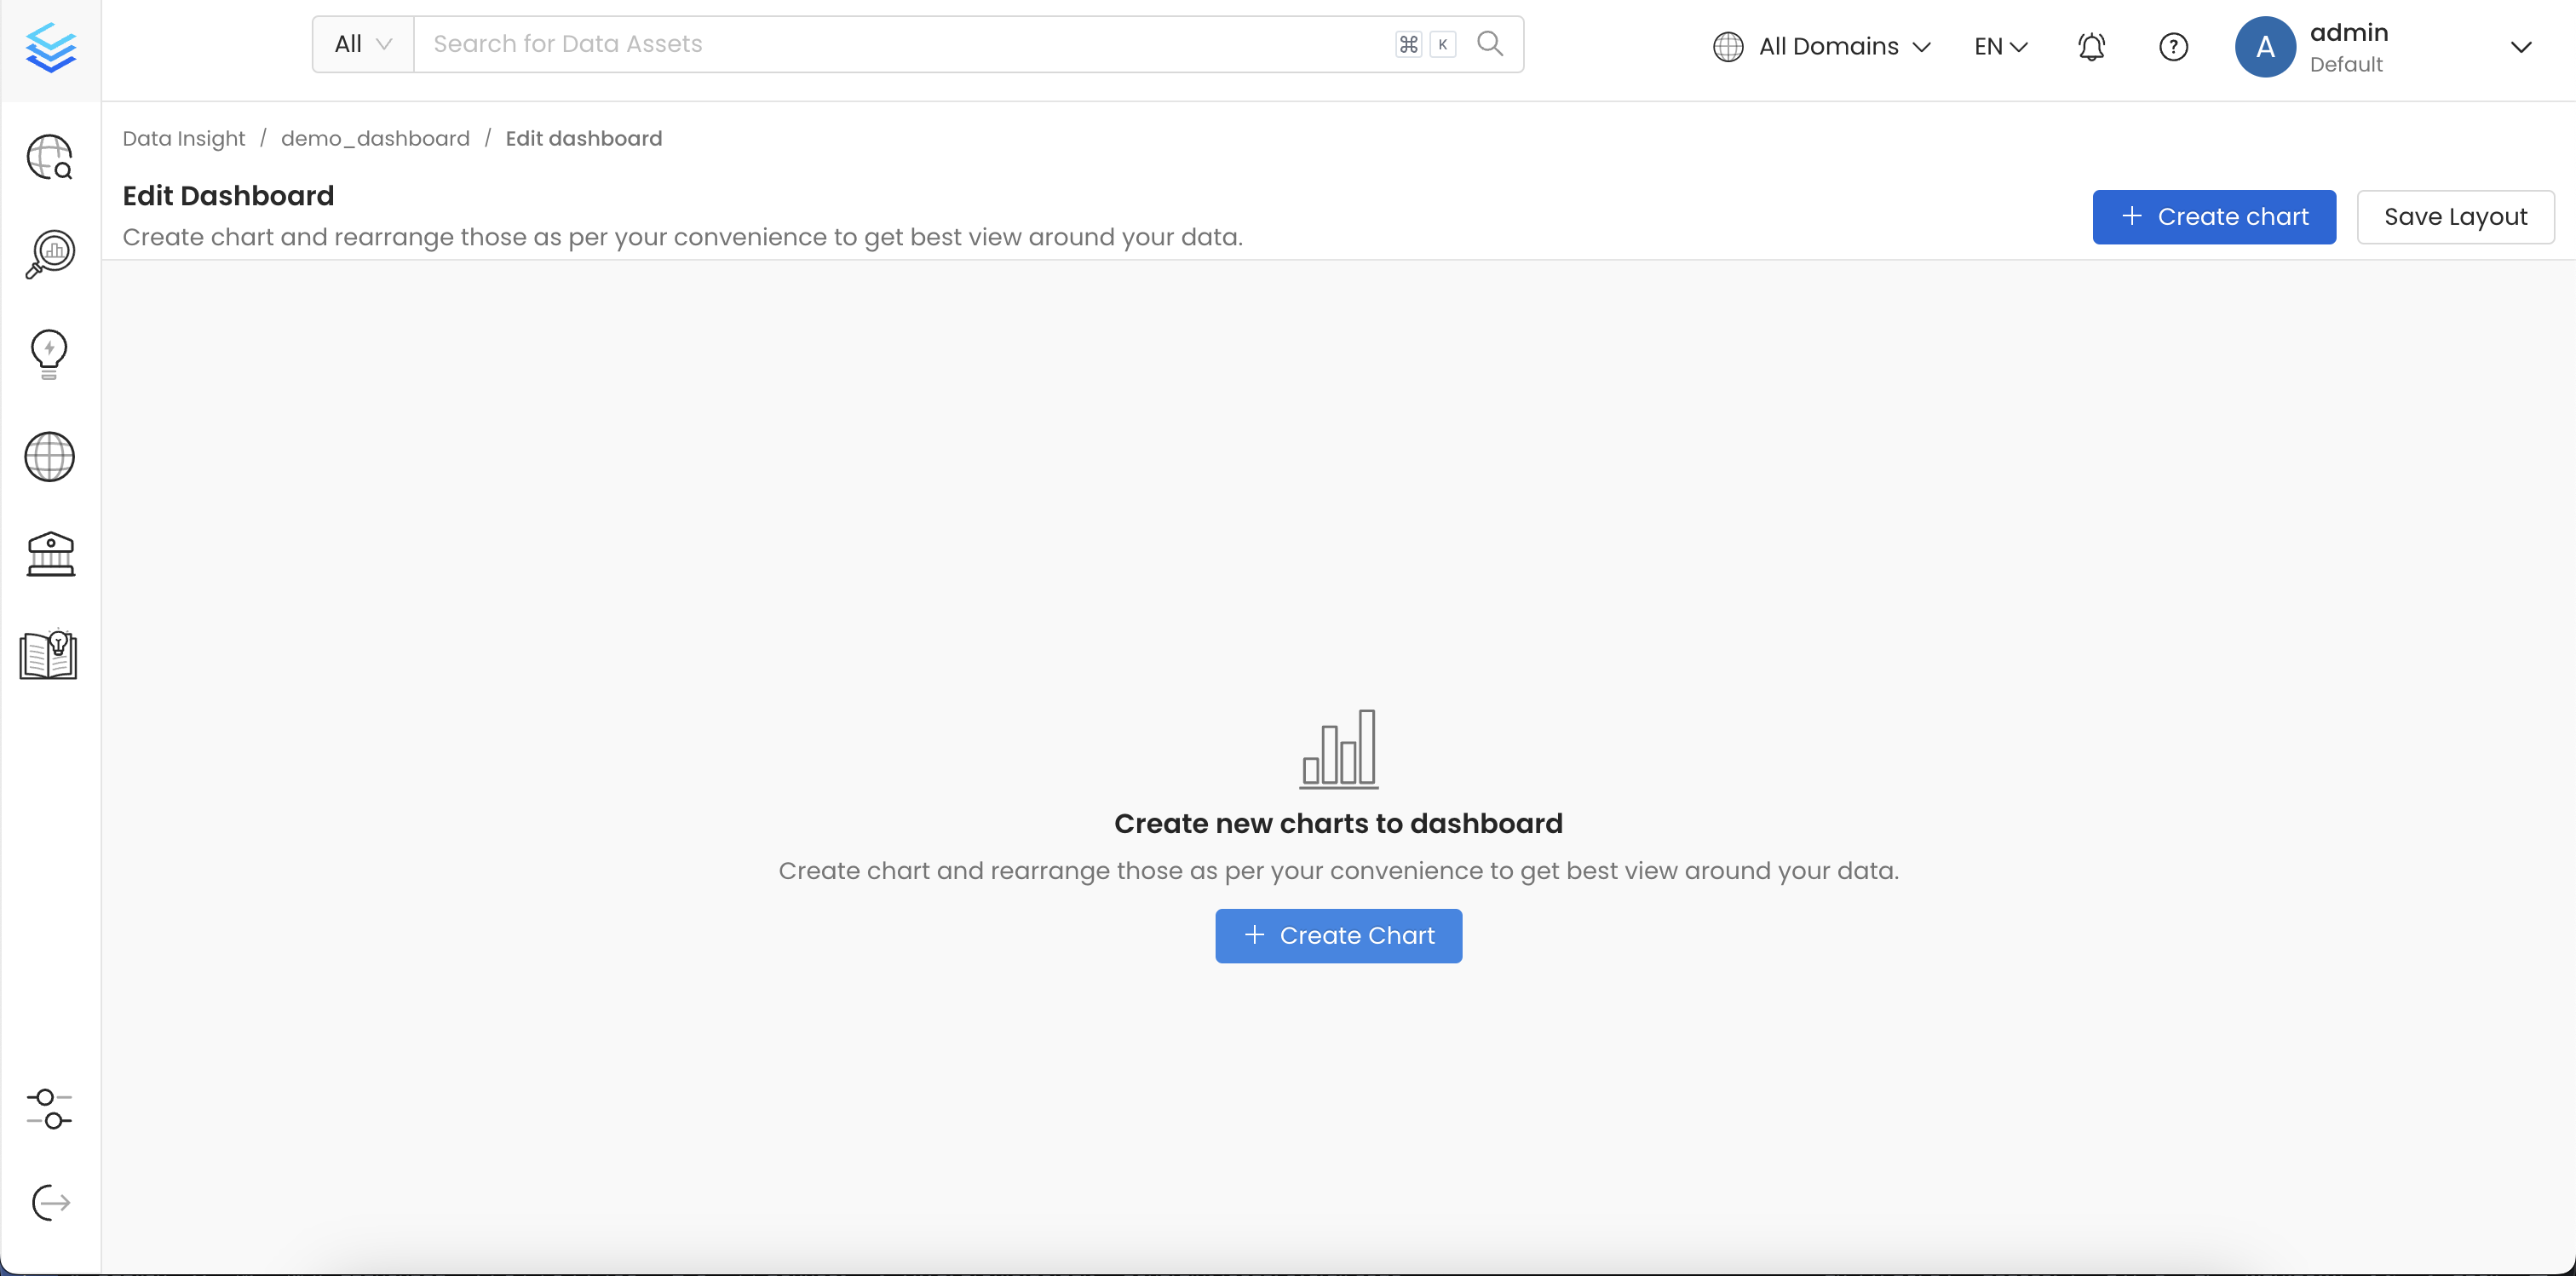 All
Search for Data Assets
⌘ K
All Domains
EN
?
A
admin
Default
Data Insight / demo_dashboard / Edit dashboard
Edit Dashboard
Create chart and rearrange those as per your convenience to get best view around your data.
+ Create chart
Save Layout
Create new charts to dashboard
Create chart and rearrange those as per your convenience to get best view around your data.
+ Create Chart